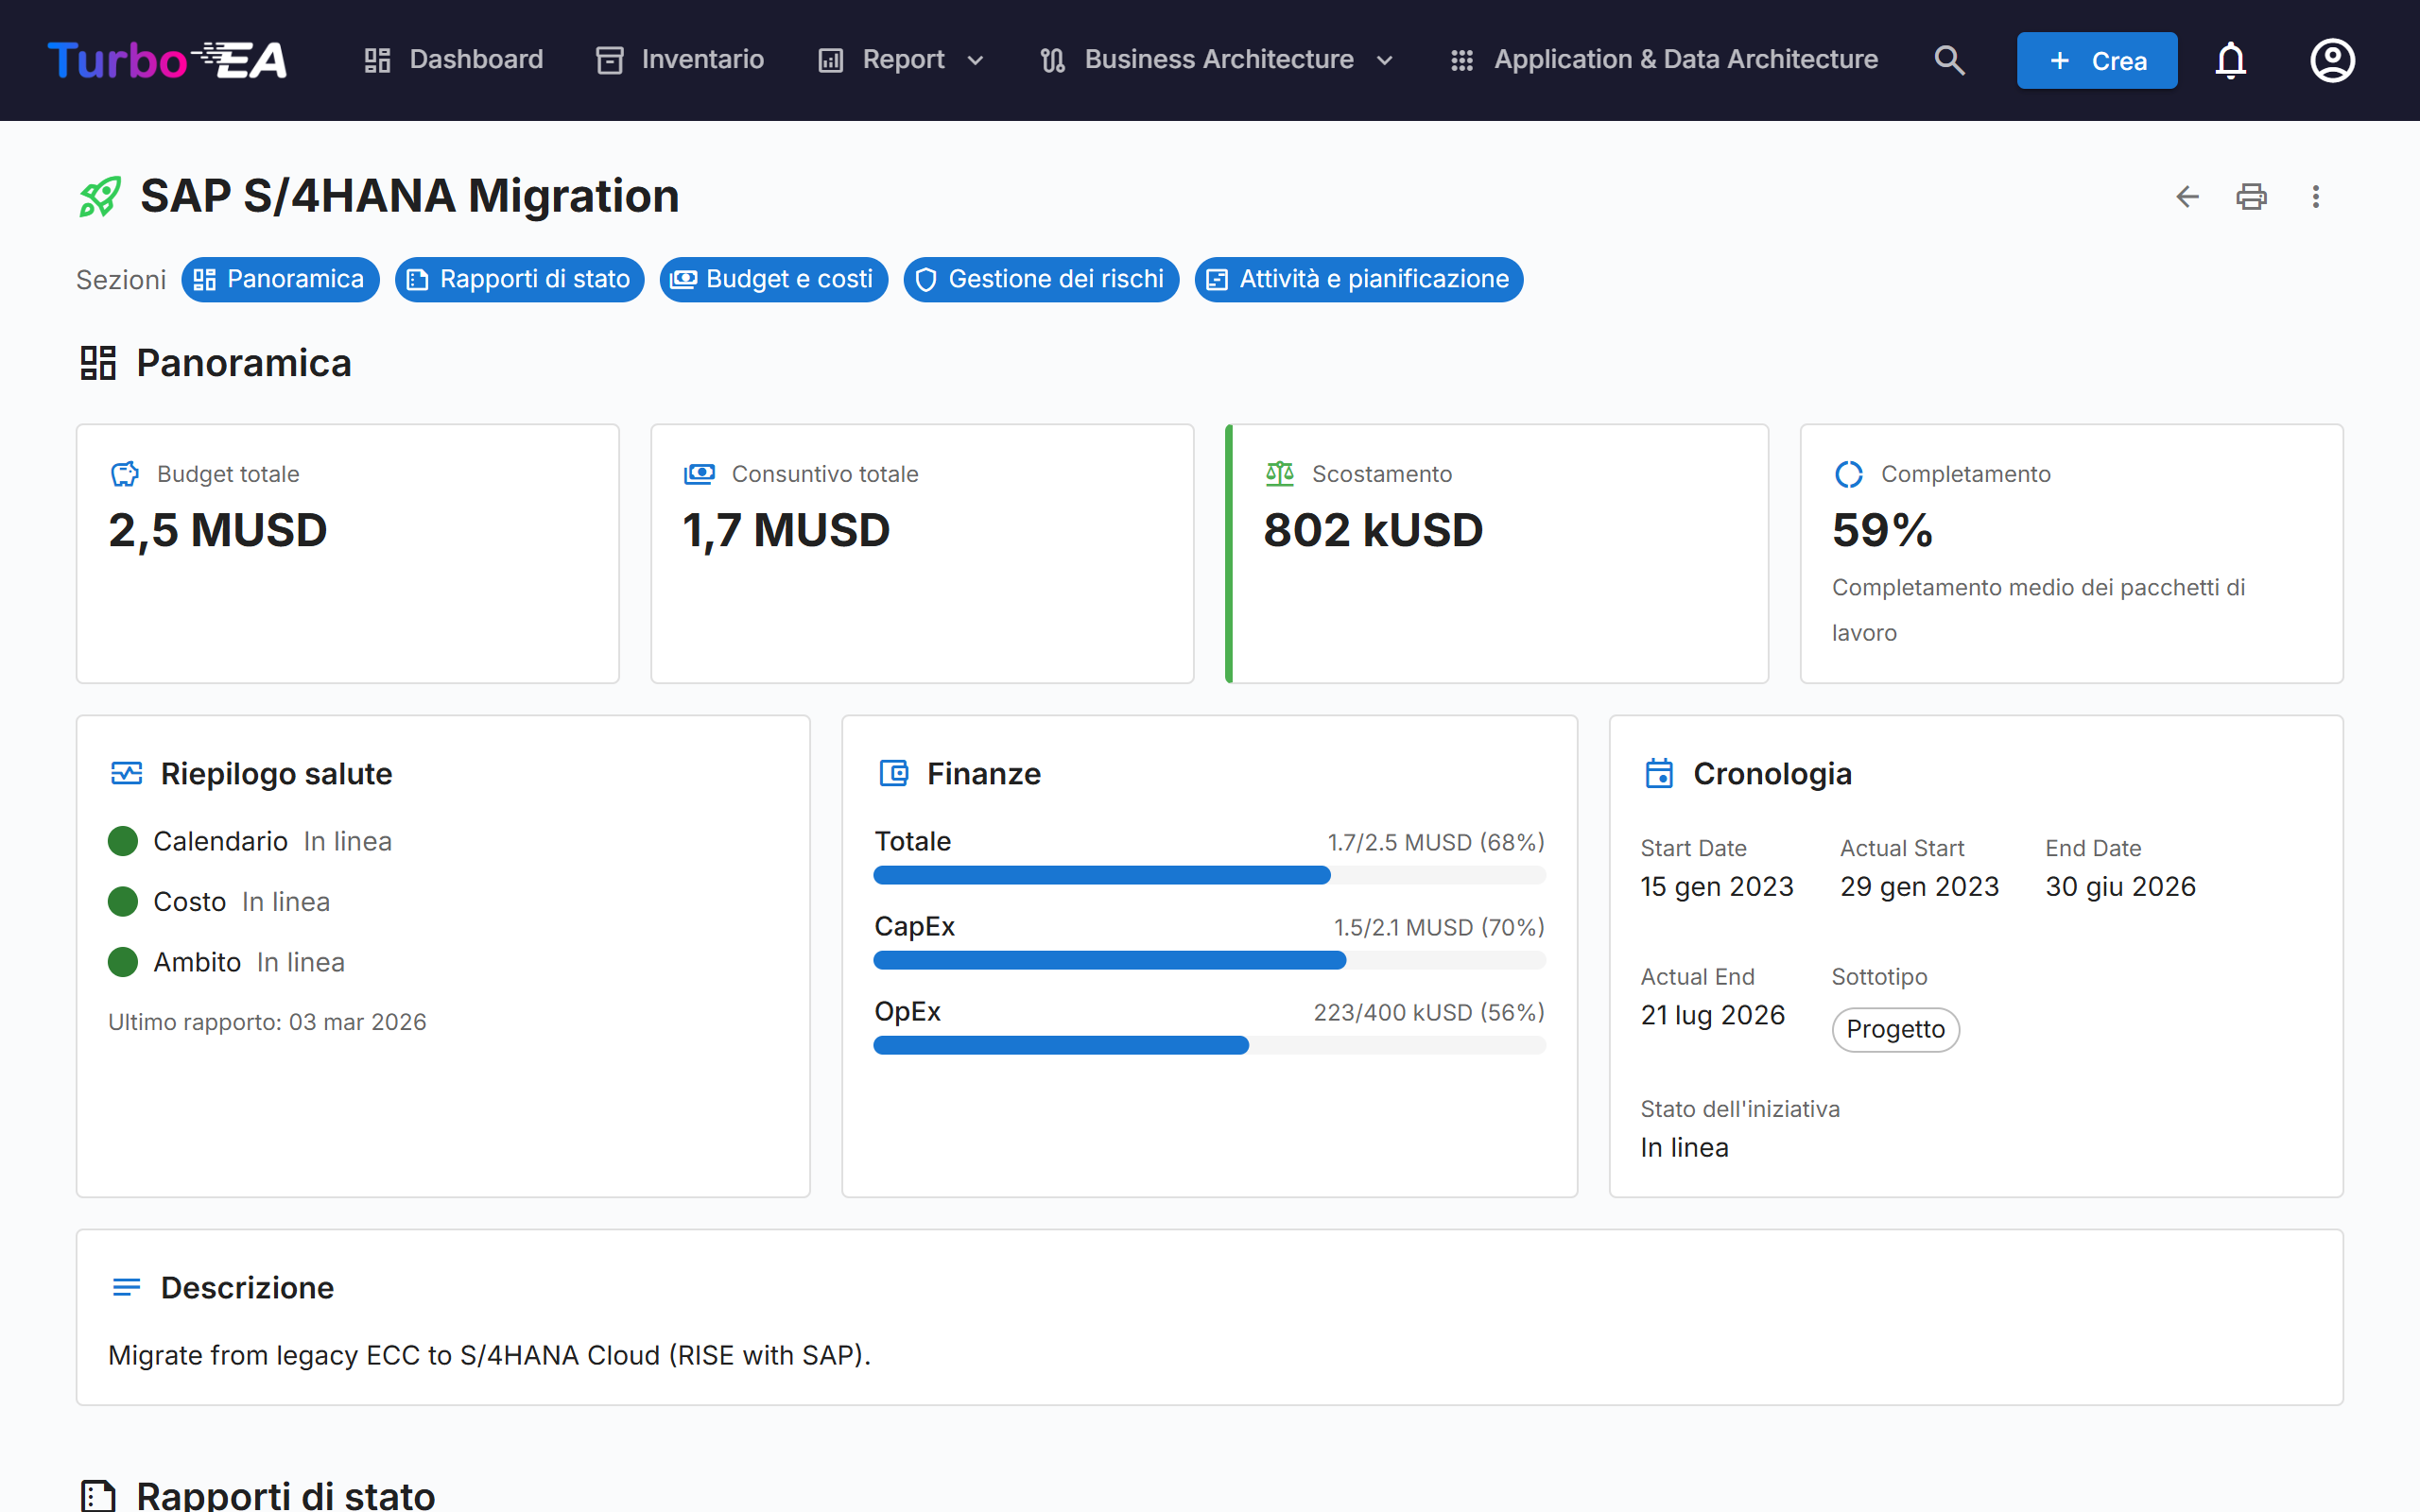 Turbo EA Dashboard Inventario Report Business Architecture Application & Data Architecture + Crea
SAP S/4HANA Migration
Sezioni Panoramica Rapporti di stato Budget e costi Gestione dei rischi Attività e pianificazione
Panoramica
Budget totale
2,5 MUSD
Consuntivo totale
1,7 MUSD
Scostamento
802 kUSD
Completamento
59%
Completamento medio dei pacchetti di
lavoro
Riepilogo salute
Calendario In linea
Costo In linea
Ambito In linea
Ultimo rapporto: 03 mar 2026
Finanze
Totale 1.7/2.5 MUSD (68%)
CapEx 1.5/2.1 MUSD (70%)
OpEx 223/400 kUSD (56%)
Cronologia
Start Date Actual Start End Date
15 gen 2023 29 gen 2023 30 giu 2026
Actual End Sottotipo
21 lug 2026 Progetto
Stato dell'iniziativa
In linea
Descrizione
Migrate from legacy ECC to S/4HANA Cloud (RISE with SAP).
Rapporti di stato